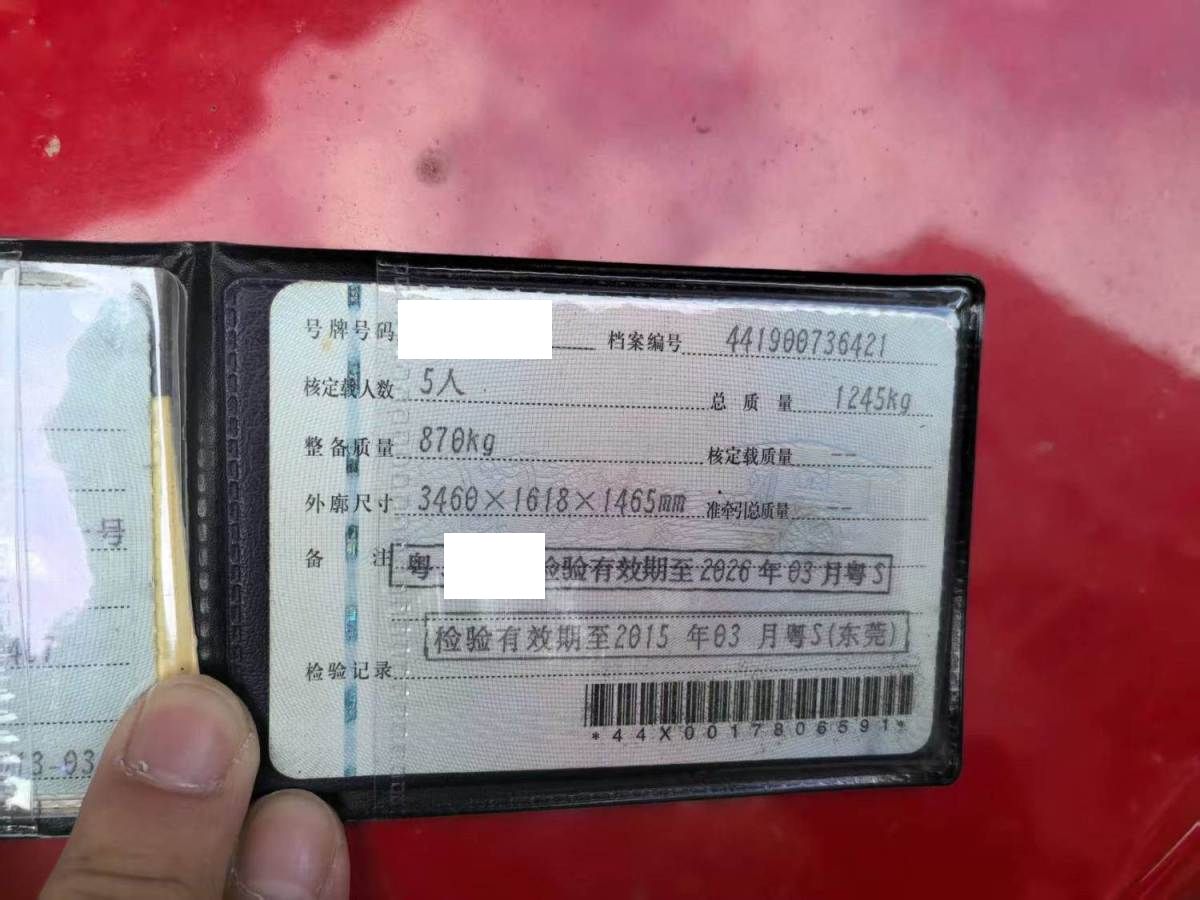 号牌号码 档案编号 441900736421
核定载人数 5人 总质量 1245kg
整备质量 870kg 核定载质量 --
外廓尺寸 3460×1618×1465mm 准牵引总质量 --
备注 粤 检验有效期至2026年03月粤S
检验有效期至2015年03月粤S(东莞)
检验记录
*44X0017806591*
号
13-03